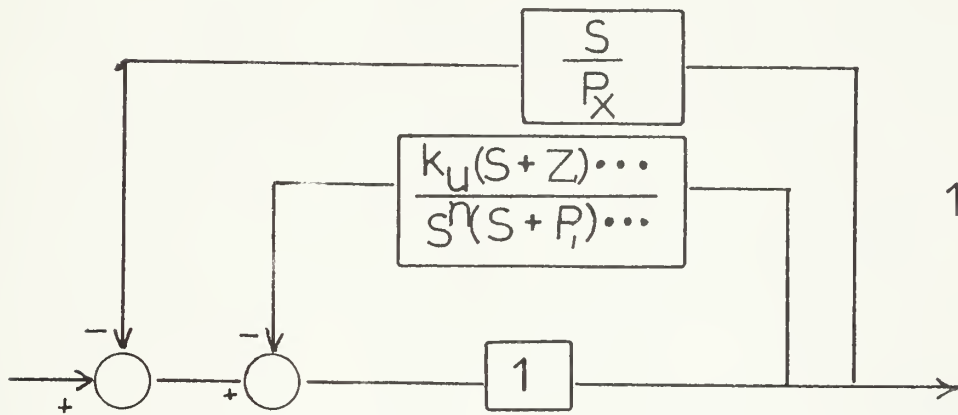 S
Px
ku(S + Z)•••
Sⁿ(S + P₁)•••
1
−
−
+
+
1